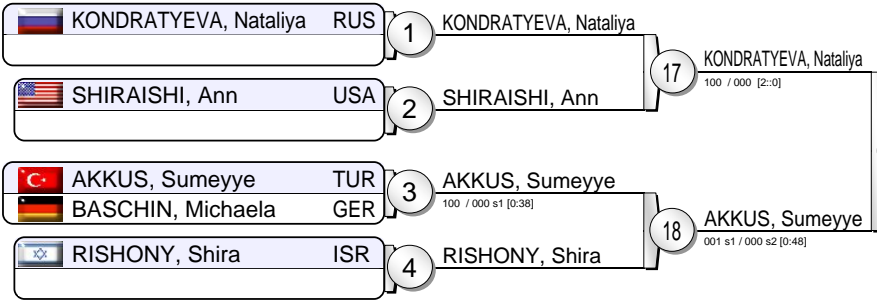 KONDRATYEVA, Nataliya RUS
1
KONDRATYEVA, Nataliya
17
KONDRATYEVA, Nataliya
100 / 000 [2::0]
SHIRAISHI, Ann USA
2
SHIRAISHI, Ann
AKKUS, Sumeyye TUR
BASCHIN, Michaela GER
3
AKKUS, Sumeyye
100 / 000 s1 [0:38]
18
AKKUS, Sumeyye
001 s1 / 000 s2 [0:48]
RISHONY, Shira ISR
4
RISHONY, Shira